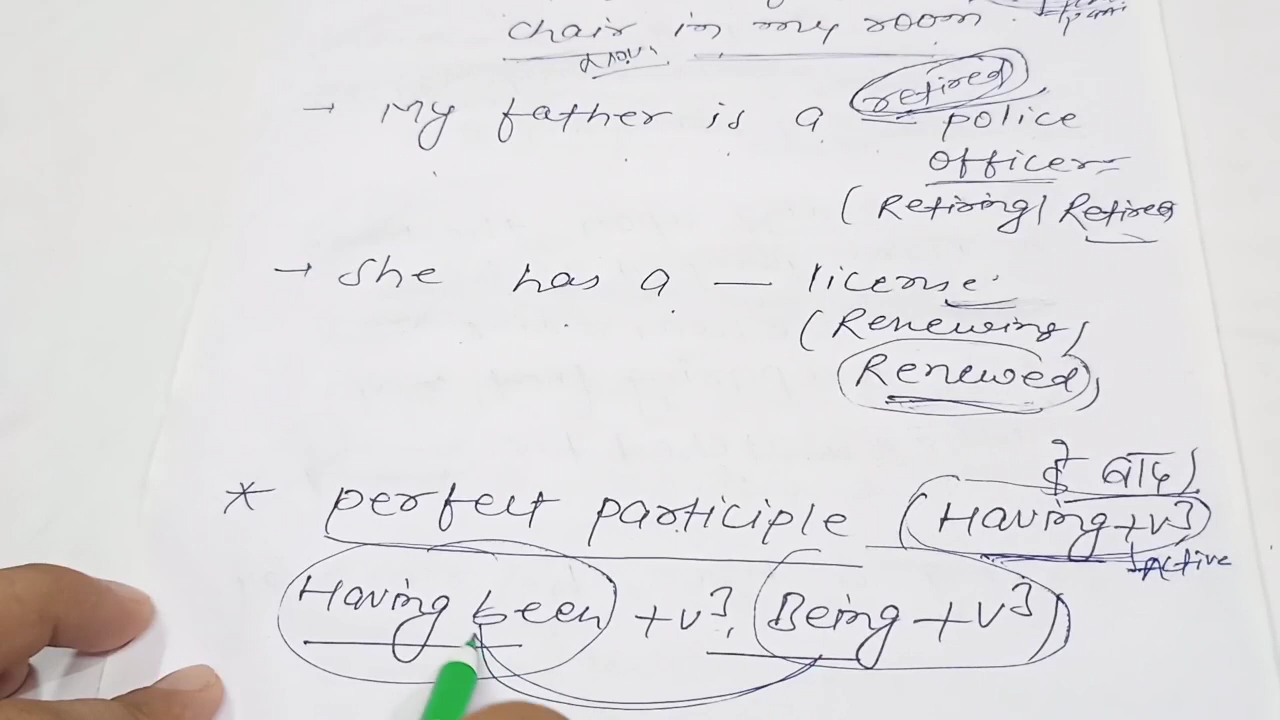 chair in my room.
My father is a retired police
officer
(Retiring/Retired
She has a — license.
(Renewing/
Renewed)
* perfect participle (Having+v3)
Active
Having been + v3, Being + v3)